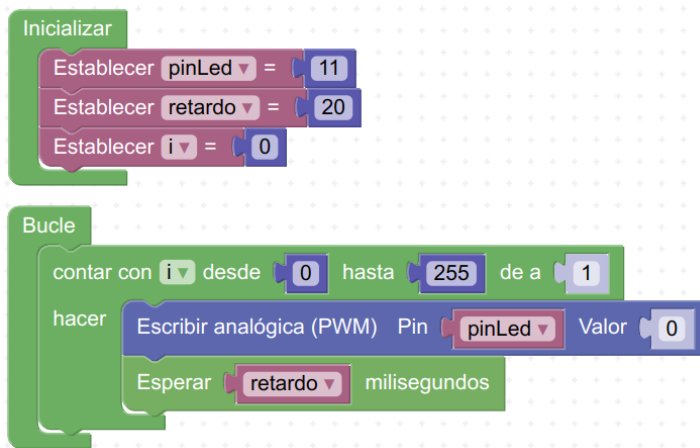 Inicializar
Establecer pinLed = 11
Establecer retardo = 20
Establecer i = 0
Bucle
contar con i desde 0 hasta 255 de a 1
hacer
Escribir analógica (PWM) Pin pinLed Valor 0
Esperar retardo milisegundos